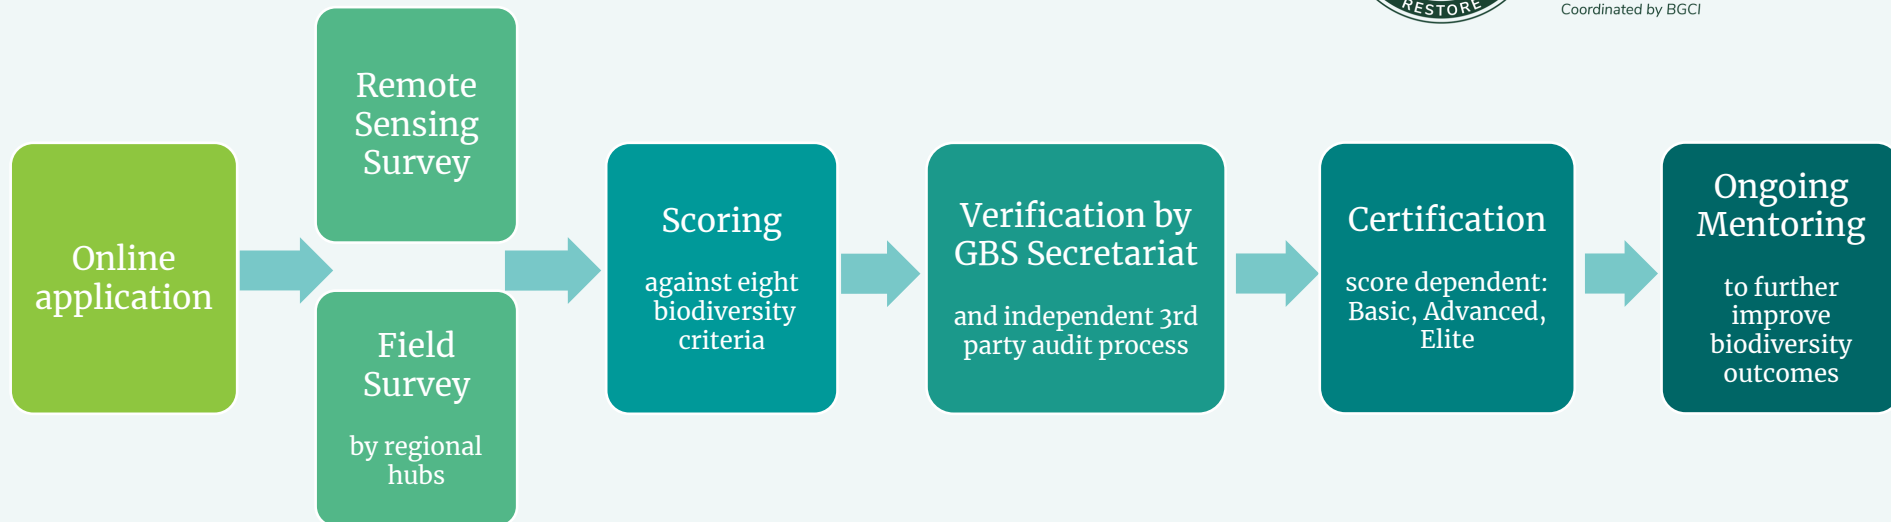 RESTORE
Coordinated by BGCI
Online
application
Remote
Sensing
Survey
Field
Survey
by regional
hubs
Scoring
against eight
biodiversity
criteria
Verification by
GBS Secretariat
and independent 3rd
party audit process
Certification
score dependent:
Basic, Advanced,
Elite
Ongoing
Mentoring
to further
improve
biodiversity
outcomes